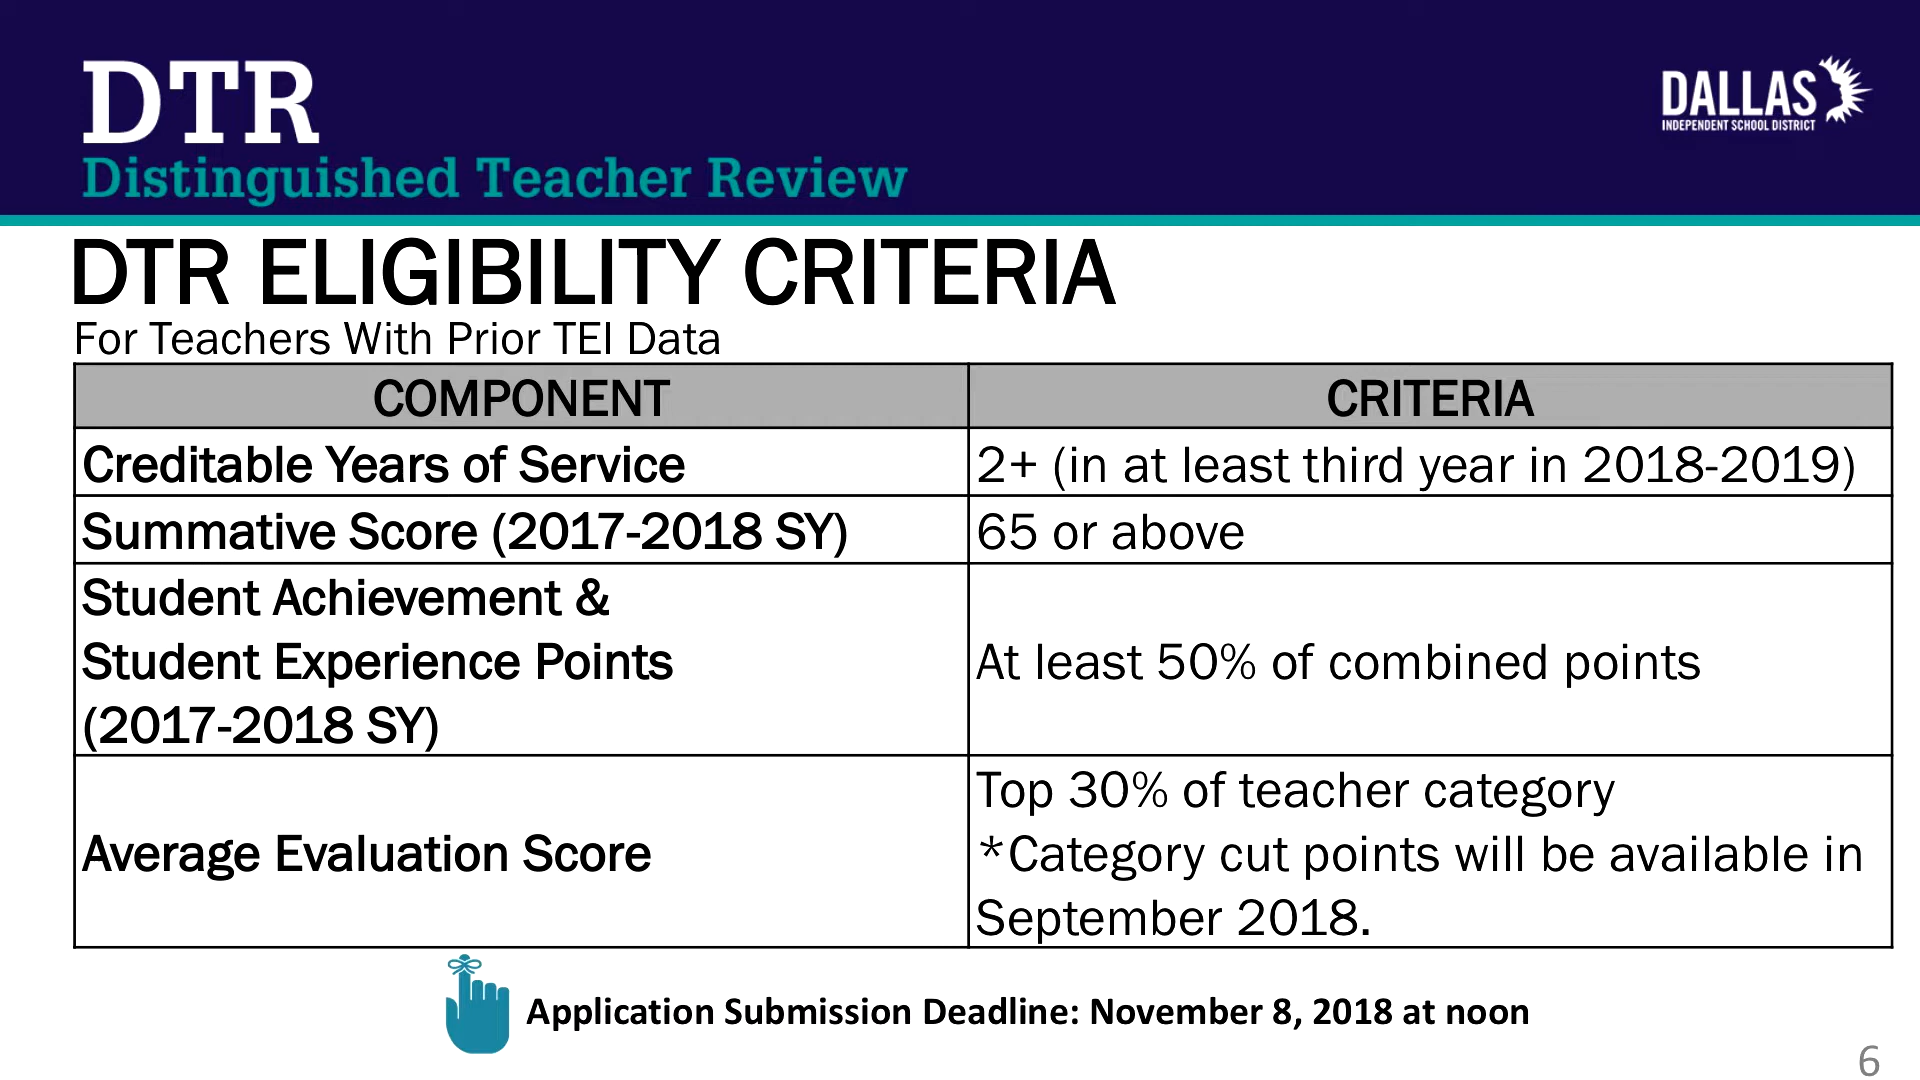 DTR
Distinguished Teacher Review
DALLAS
INDEPENDENT SCHOOL DISTRICT
DTR ELIGIBILITY CRITERIA
For Teachers With Prior TEI Data
COMPONENT
CRITERIA
Creditable Years of Service
2+ (in at least third year in 2018-2019)
Summative Score (2017-2018 SY)
65 or above
Student Achievement &
Student Experience Points
(2017-2018 SY)
At least 50% of combined points
Average Evaluation Score
Top 30% of teacher category
*Category cut points will be available in
September 2018.
Application Submission Deadline: November 8, 2018 at noon
6